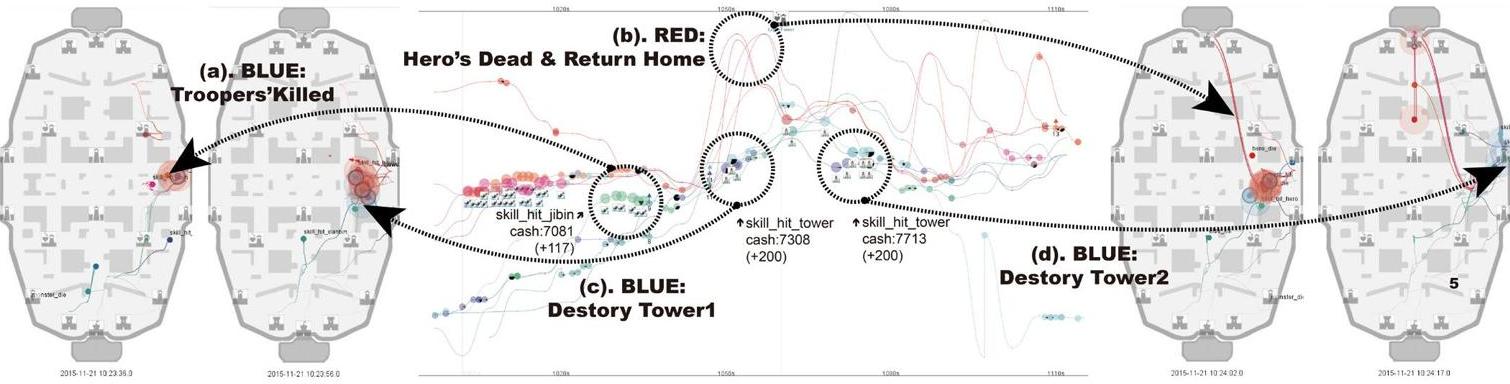 1020s
1050s
1080s
1110s
(a). BLUE:
Troopers'Killed
(b). RED:
Hero's Dead & Return Home
skill_hit_jibin
cash:7081
(+117)
skill_hit_tower
cash:7308
(+200)
skill_hit_tower
cash:7713
(+200)
(c). BLUE:
Destory Tower1
(d). BLUE:
Destory Tower2
hero_die
monster_die
5
1020s
1050s
1080s
1110s
2015-11-21 10:23:36.0
2015-11-21 10:23:56.0
2015-11-21 10:24:02.0
2015-11-21 10:24:17.0